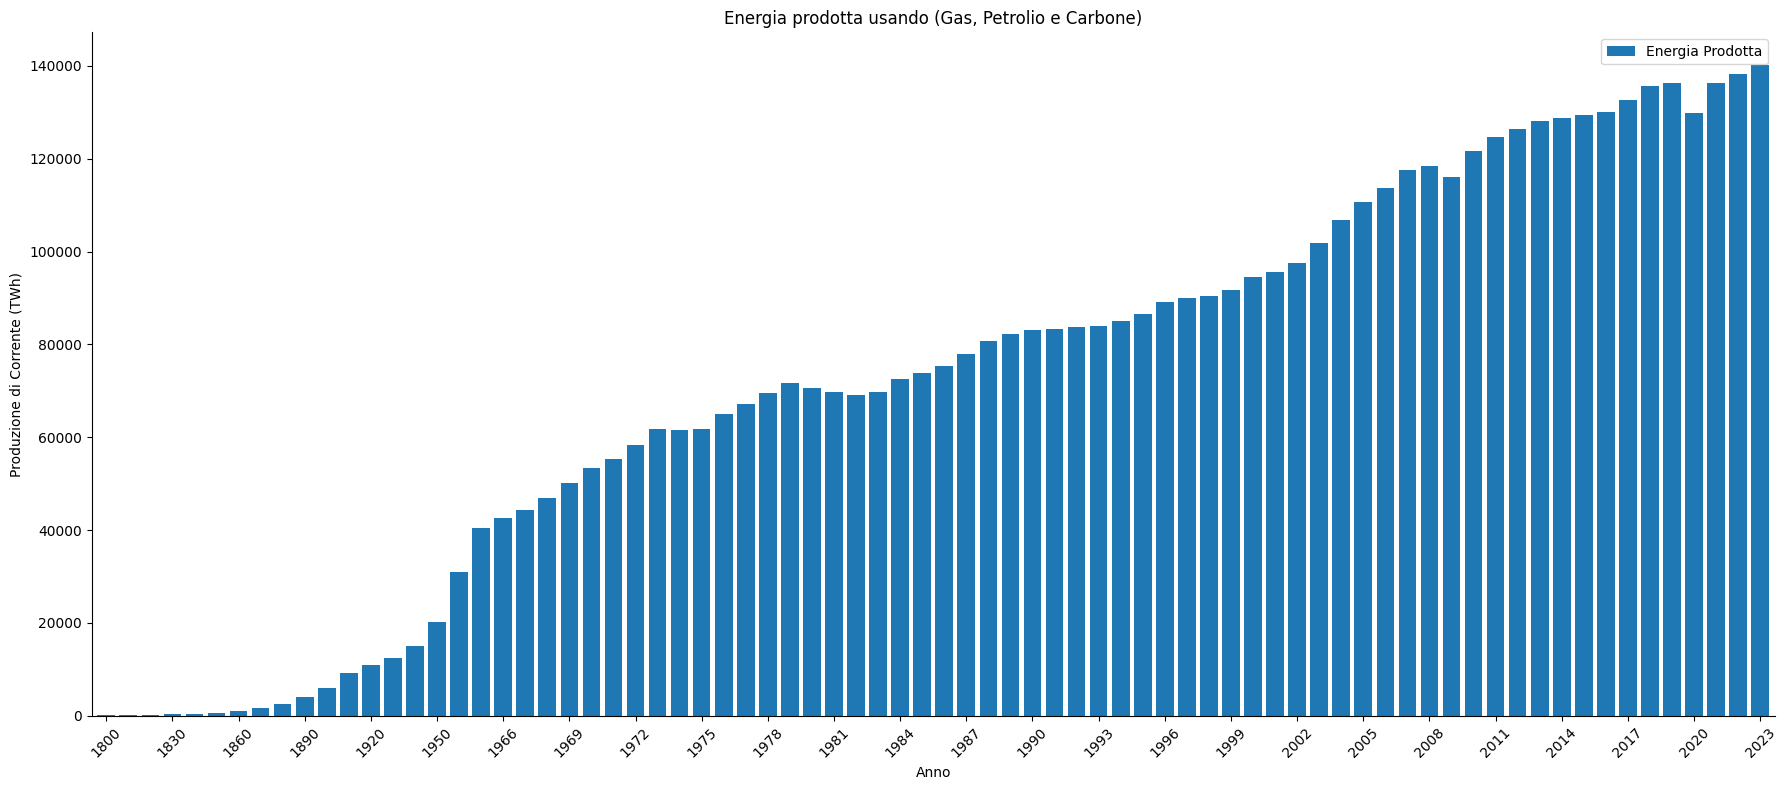 Energia prodotta usando (Gas, Petrolio e Carbone)
Energia Prodotta
Produzione di Corrente (TWh)
140000
120000
100000
80000
60000
40000
20000
0
1800 1830 1860 1890 1920 1950 1966 1969 1972 1975 1978 1981 1984 1987 1990 1993 1996 1999 2002 2005 2008 2011 2014 2017 2020 2023
Anno